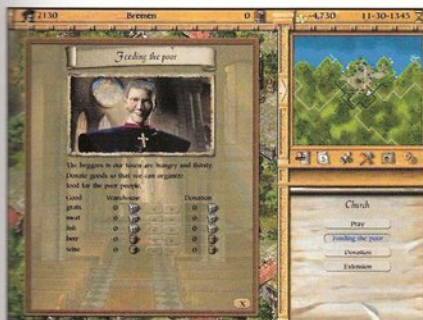 2130 Bremen 0 4,730 11-30-1345
Feeding the poor
The beggars in our town are hungry and thirsty.
Donate goods so that we can organize
food for the poor people.
Good Warehouse Donation
grain 0 0
meat 0 0
fish 0 0
beer 0 0
wine 0 0
X
Church
Pray
Feeding the poor
Donation
Extension